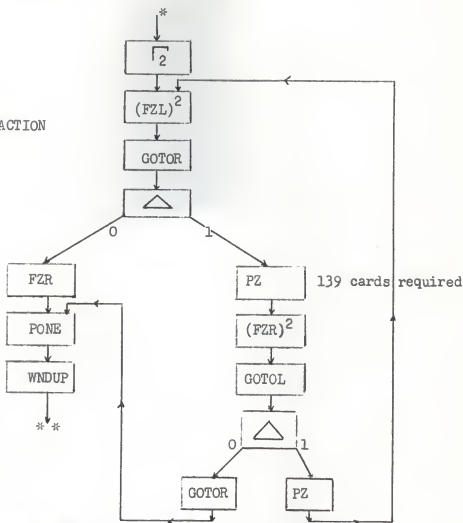 *
Γ2
(FZL)2
ACTION
GOTOR
△
0 1
FZR PZ 139 cards required
PONE (FZR)2
WNDUP GOTOL
** △
0 1
GOTOR PZ